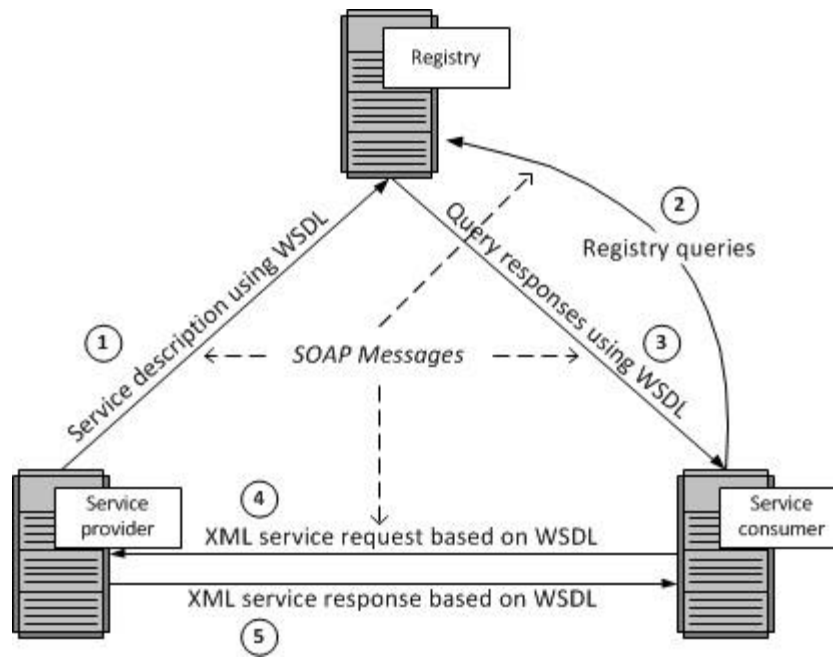 Registry
2
Registry queries
Query responses using WSDL
3
1
Service description using WSDL
SOAP Messages
Service
provider
Service
consumer
4
XML service request based on WSDL
XML service response based on WSDL
5